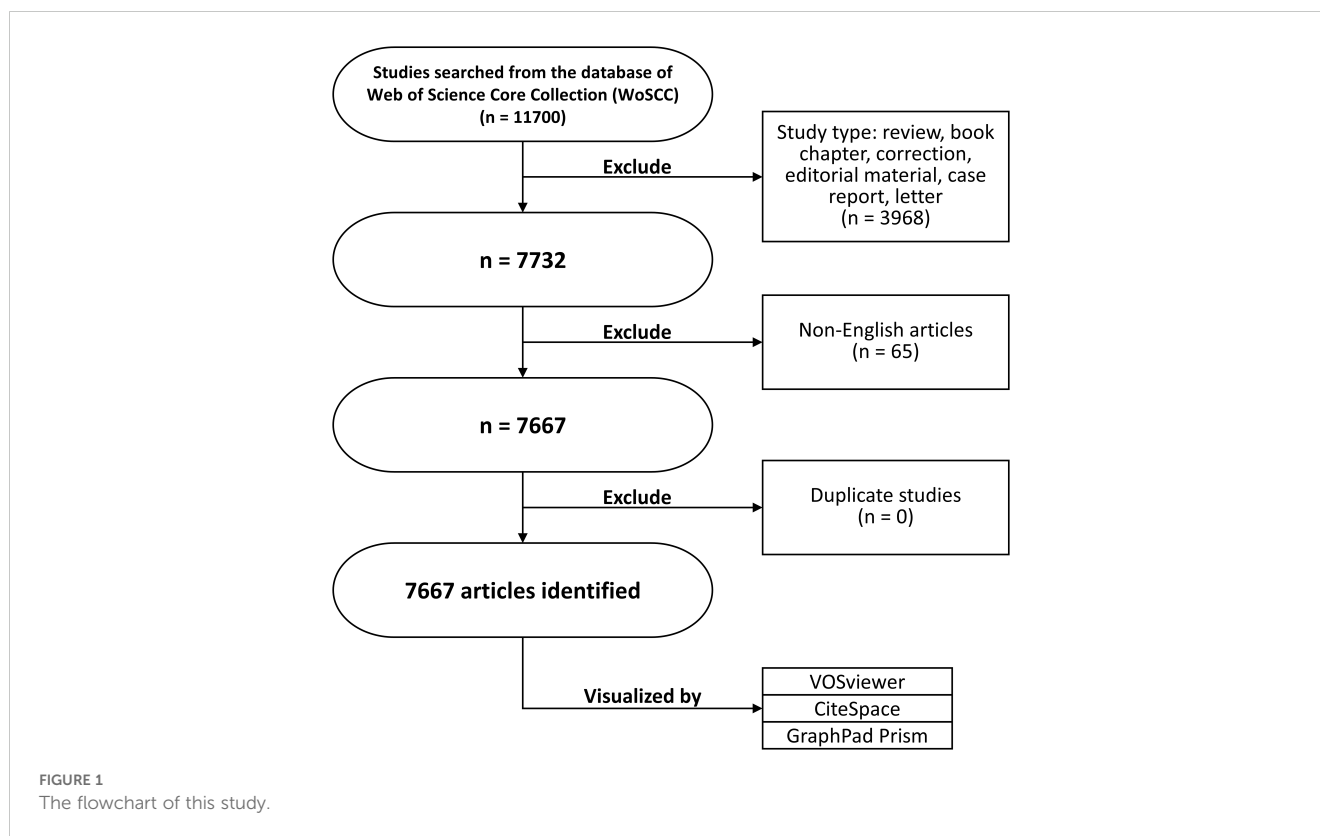 Studies searched from the database of
Web of Science Core Collection (WoSCC)
(n = 11700)
Exclude
Study type: review, book
chapter, correction,
editorial material, case
report, letter
(n = 3968)
n = 7732
Exclude
Non-English articles
(n = 65)
n = 7667
Exclude
Duplicate studies
(n = 0)
7667 articles identified
Visualized by
VOSviewer
CiteSpace
GraphPad Prism
FIGURE 1
The flowchart of this study.